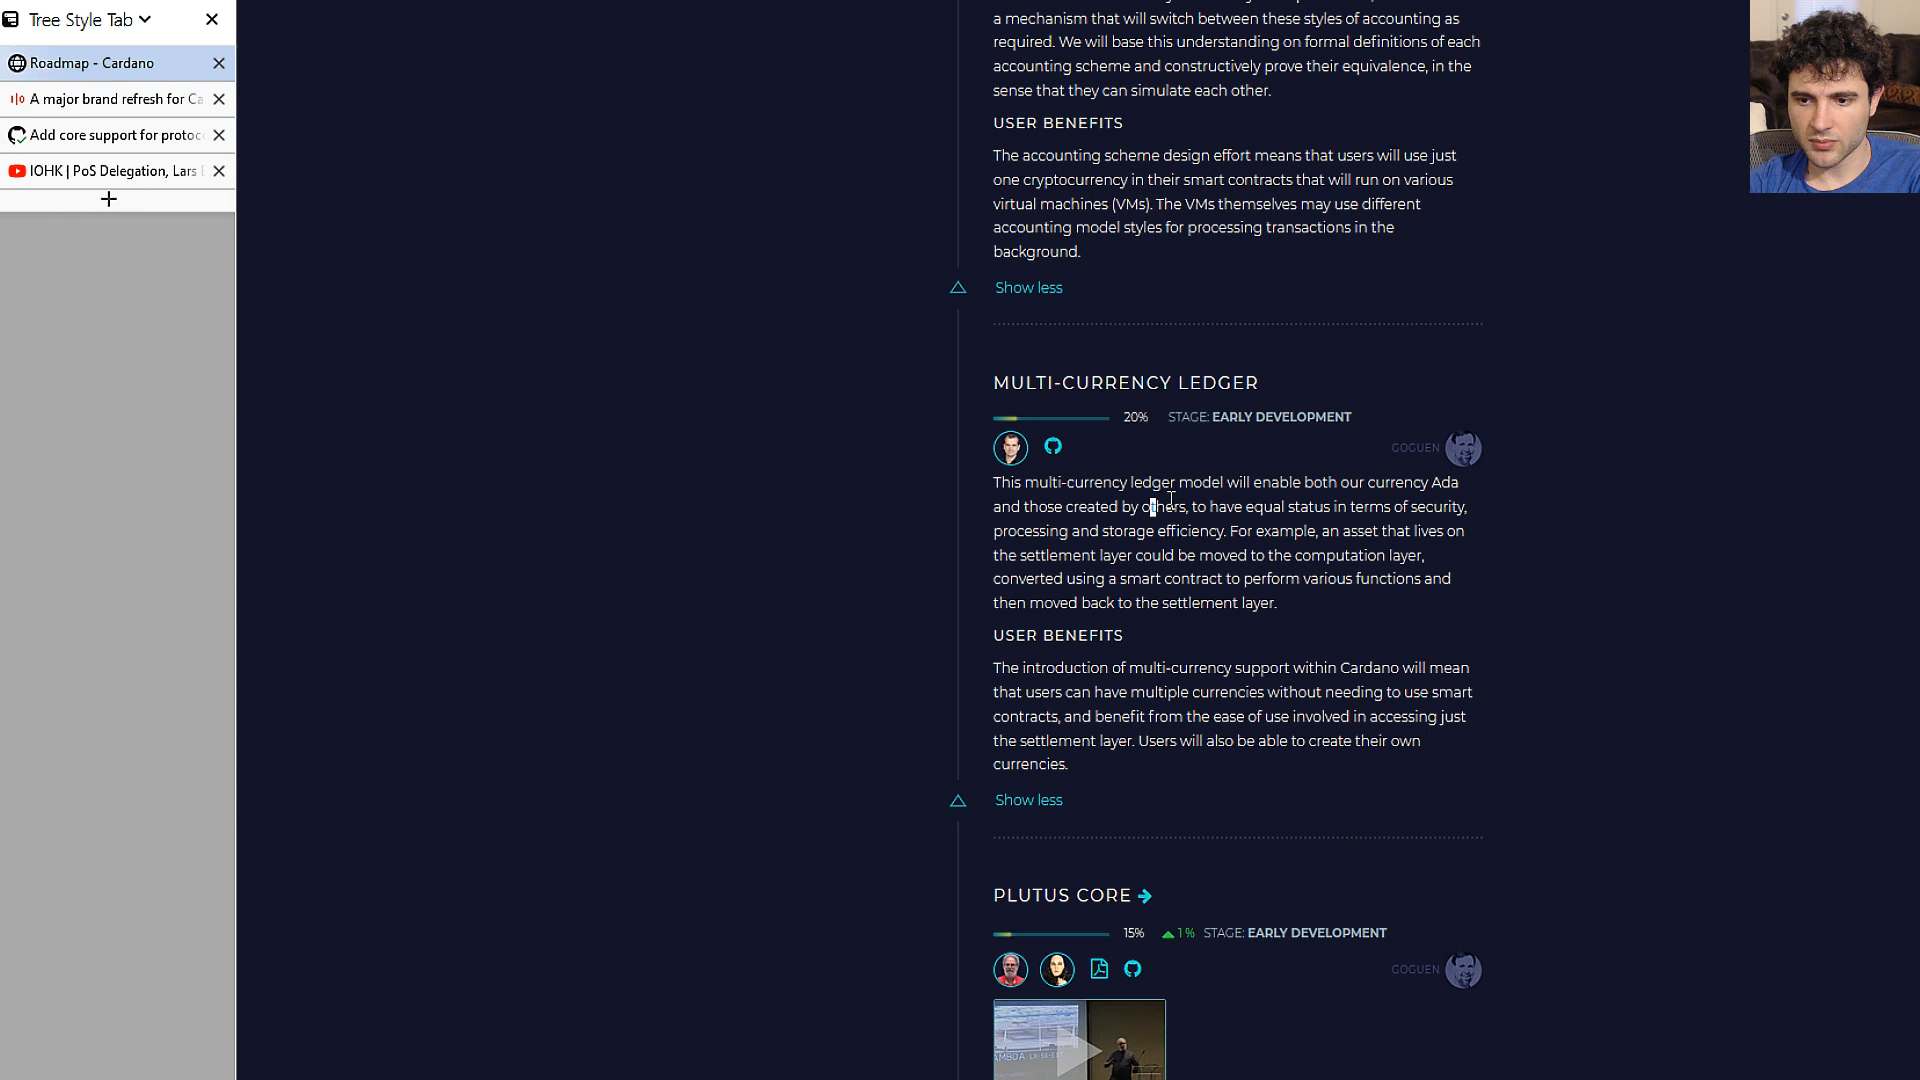 Tree Style Tab
Roadmap - Cardano
A major brand refresh for Ca
Add core support for protoc
IOHK | PoS Delegation, Lars
a mechanism that will switch between these styles of accounting as
required. We will base this understanding on formal definitions of each
accounting scheme and constructively prove their equivalence, in the
sense that they can simulate each other.
USER BENEFITS
The accounting scheme design effort means that users will use just
one cryptocurrency in their smart contracts that will run on various
virtual machines (VMs). The VMs themselves may use different
accounting model styles for processing transactions in the
background.
Show less
MULTI-CURRENCY LEDGER
20% STAGE: EARLY DEVELOPMENT
GOGUEN
This multi-currency ledger model will enable both our currency Ada
and those created by others, to have equal status in terms of security,
processing and storage efficiency. For example, an asset that lives on
the settlement layer could be moved to the computation layer,
converted using a smart contract to perform various functions and
then moved back to the settlement layer.
USER BENEFITS
The introduction of multi-currency support within Cardano will mean
that users can have multiple currencies without needing to use smart
contracts, and benefit from the ease of use involved in accessing just
the settlement layer. Users will also be able to create their own
currencies.
Show less
PLUTUS CORE
15% 1% STAGE: EARLY DEVELOPMENT
GOGUEN